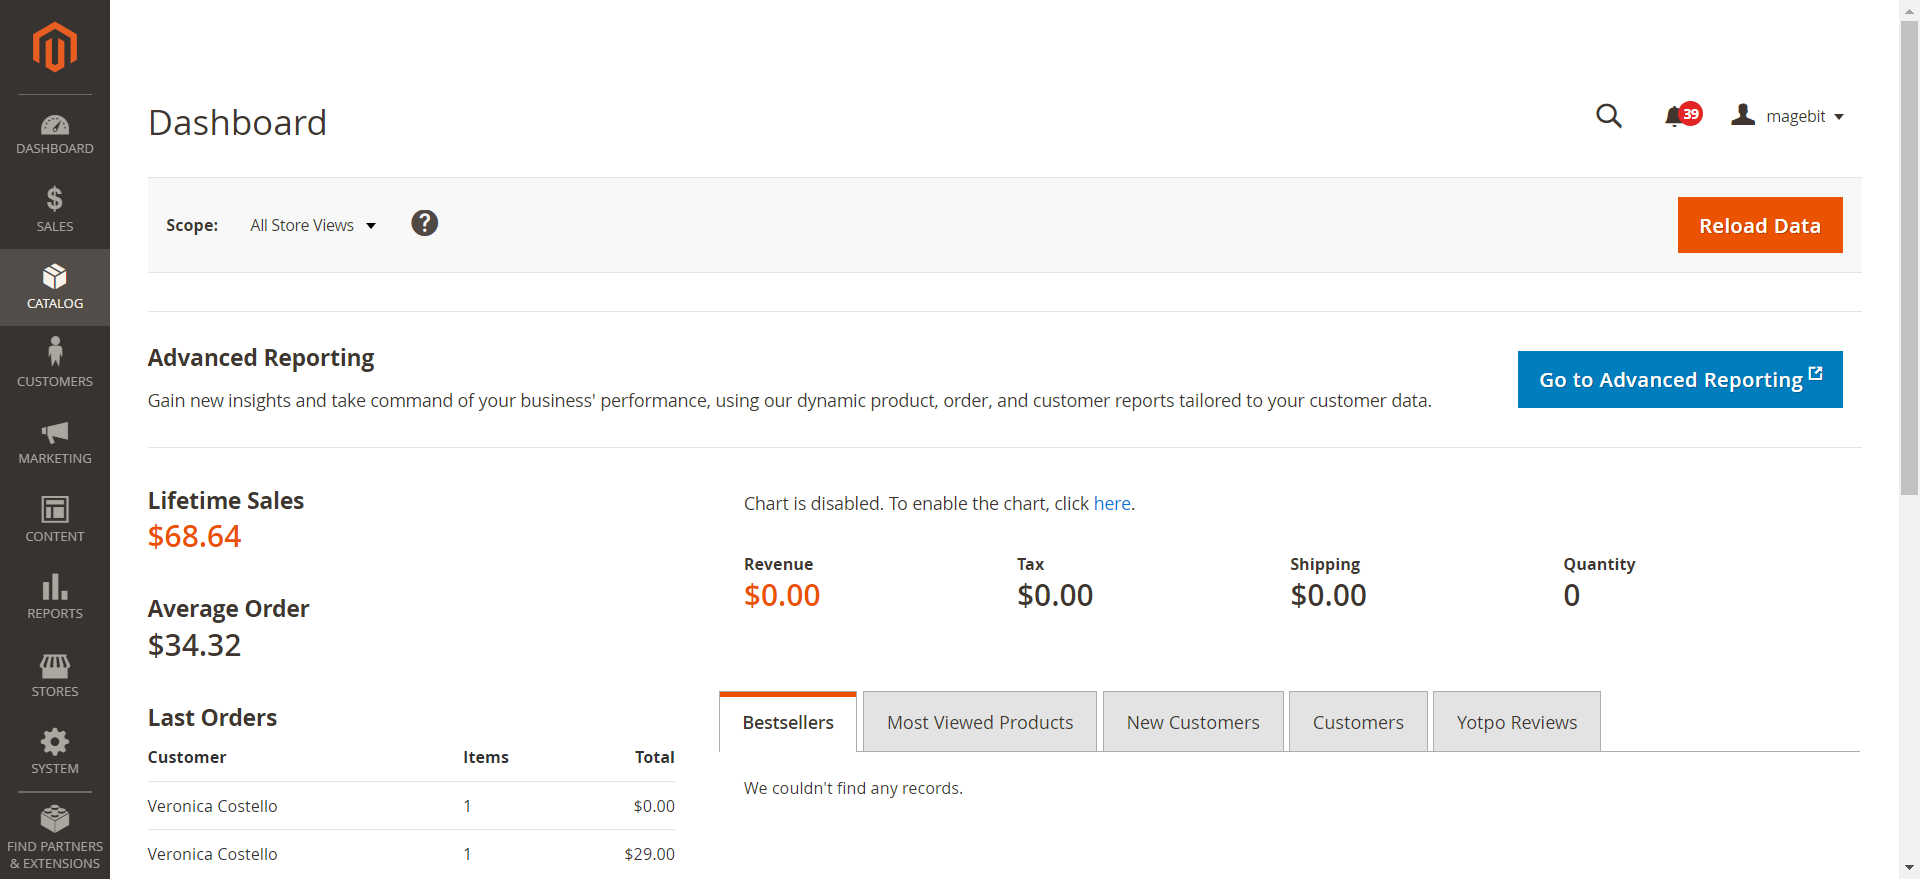 DASHBOARD
SALES
CATALOG
CUSTOMERS
MARKETING
CONTENT
REPORTS
STORES
SYSTEM
FIND PARTNERS
& EXTENSIONS
Dashboard
39
magebit
Scope:
All Store Views
?
Reload Data
Advanced Reporting
Gain new insights and take command of your business' performance, using our dynamic product, order, and customer reports tailored to your customer data.
Go to Advanced Reporting
Lifetime Sales
$68.64
Average Order
$34.32
Last Orders
Customer Items Total
Veronica Costello 1 $0.00
Veronica Costello 1 $29.00
Chart is disabled. To enable the chart, click here.
Revenue Tax Shipping Quantity
$0.00 $0.00 $0.00 0
Bestsellers Most Viewed Products New Customers Customers Yotpo Reviews
We couldn't find any records.